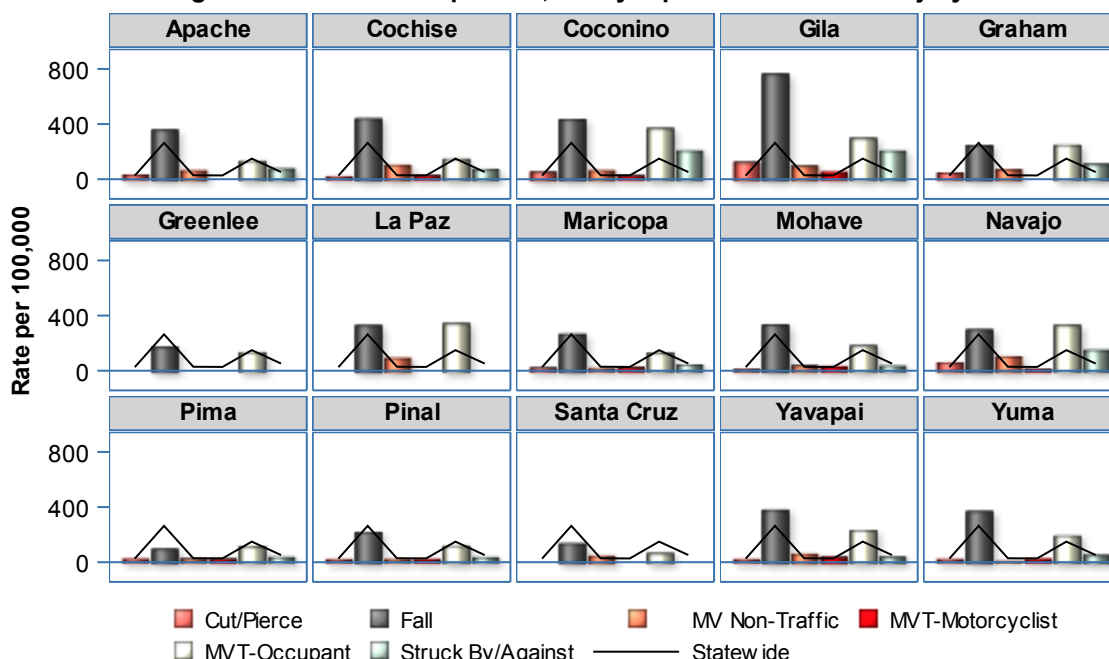 Apache Cochise Coconino Gila Graham
800
400
0
Greenlee La Paz Maricopa Mohave Navajo
800
400
0
Rate per 100,000
Pima Pinal Santa Cruz Yavapai Yuma
800
400
0
Cut/Pierce Fall MV Non-Traffic MVT-Motorcyclist
MVT-Occupant Struck By/Against Statewide